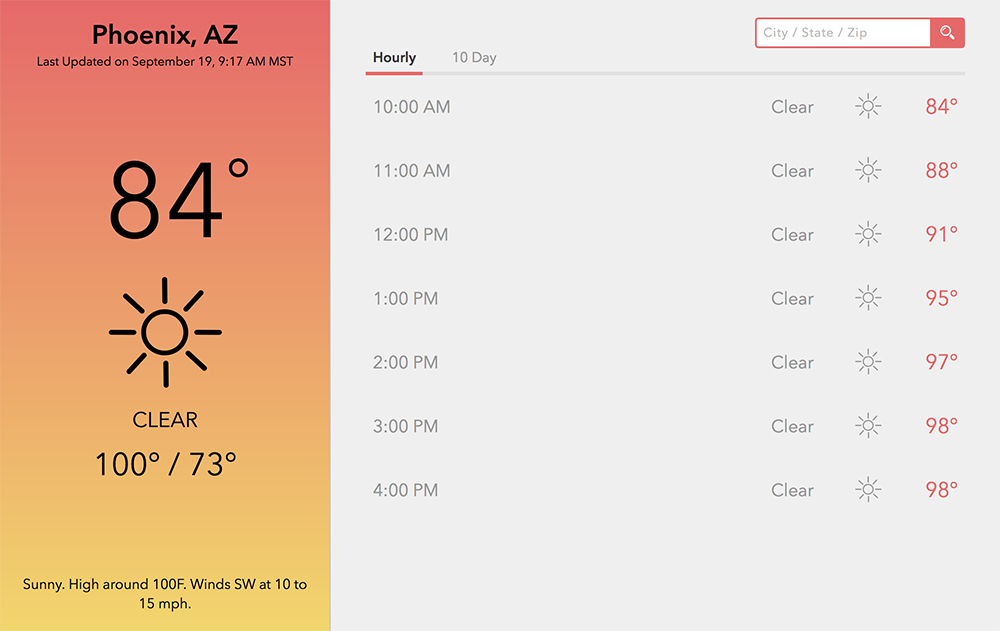 Phoenix, AZ
Last Updated on September 19, 9:17 AM MST
84°
CLEAR
100° / 73°
Sunny. High around 100F. Winds SW at 10 to
15 mph.
City / State / Zip
Hourly 10 Day
10:00 AM Clear 84°
11:00 AM Clear 88°
12:00 PM Clear 91°
1:00 PM Clear 95°
2:00 PM Clear 97°
3:00 PM Clear 98°
4:00 PM Clear 98°